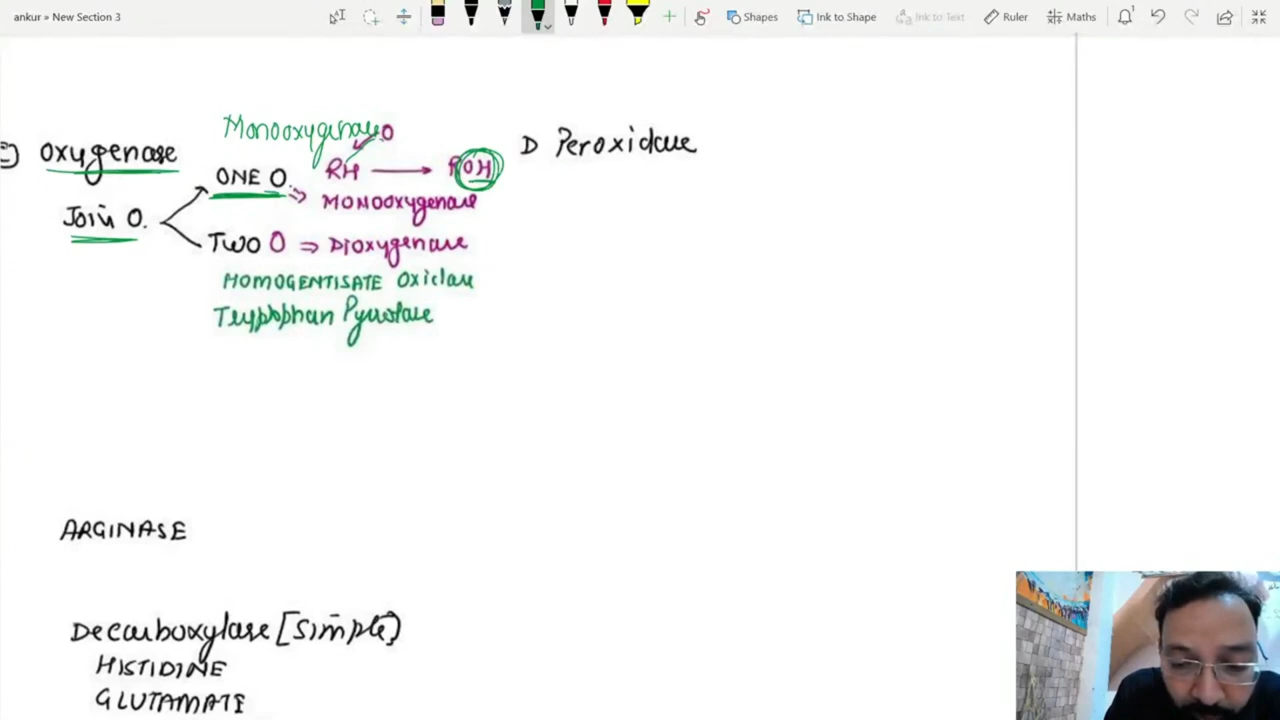 ankur » New Section 3
Shapes
Ink to Shape
Ink to Text
Ruler
Maths
Monooxygenase O
C) Oxygenase
ONE O. RH → ROH
MONOOxygenase
Join O.
Two O ⇒ Dioxygenase
HOMOGENTISATE Oxidase
Tryptophan Pyrrolase
D Peroxidase
ARGINASE
Decarboxylase [Simple]
HISTIDINE
GLUTAMATE